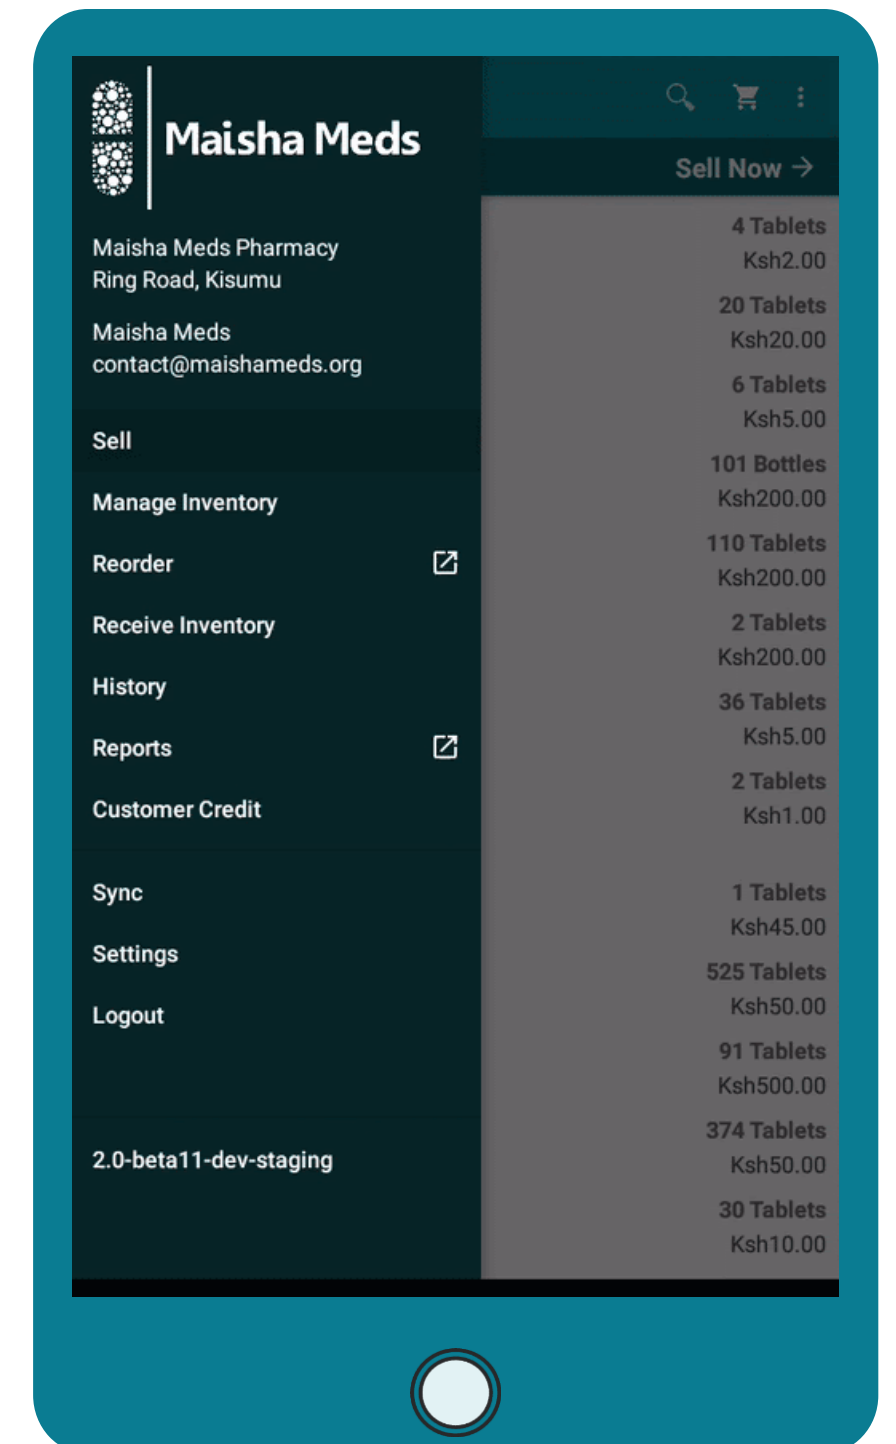 Maisha Meds
Sell Now →
Maisha Meds Pharmacy
Ring Road, Kisumu
Maisha Meds
contact@maishameds.org
Sell
Manage Inventory
Reorder
Receive Inventory
History
Reports
Customer Credit
Sync
Settings
Logout
2.0-beta11-dev-staging
4 Tablets
Ksh2.00
20 Tablets
Ksh20.00
6 Tablets
Ksh5.00
101 Bottles
Ksh200.00
110 Tablets
Ksh200.00
2 Tablets
Ksh200.00
36 Tablets
Ksh5.00
2 Tablets
Ksh1.00
1 Tablets
Ksh45.00
525 Tablets
Ksh50.00
91 Tablets
Ksh500.00
374 Tablets
Ksh50.00
30 Tablets
Ksh10.00